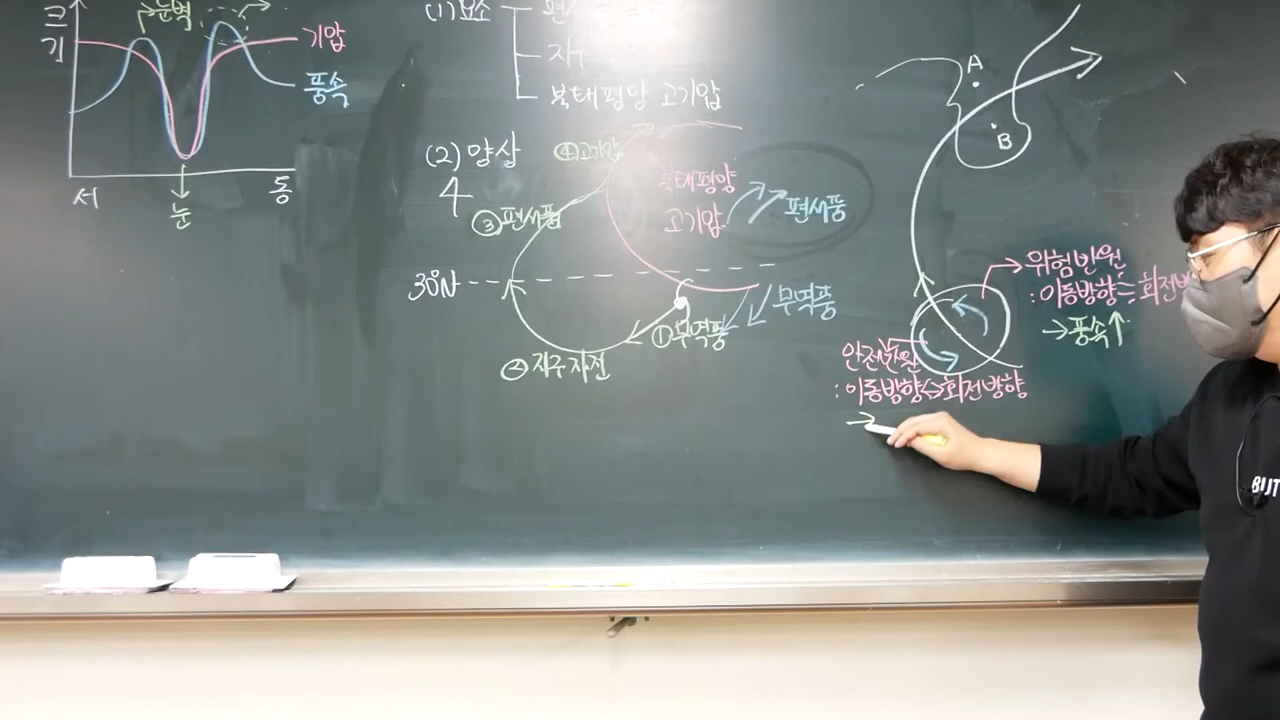 크기
눈벽
기압
풍속
서
동
눈
(1) 요소
자
북태평양 고기압
(2) 양상
4
④고기압
북태평양
고기압
편서풍
③편서풍
30°N
무역풍
①무역풍
②지구자전
A
B
위험반원
: 이동방향 = 회전
→ 풍속↑
안전반원
: 이동방향↔회전방향
→